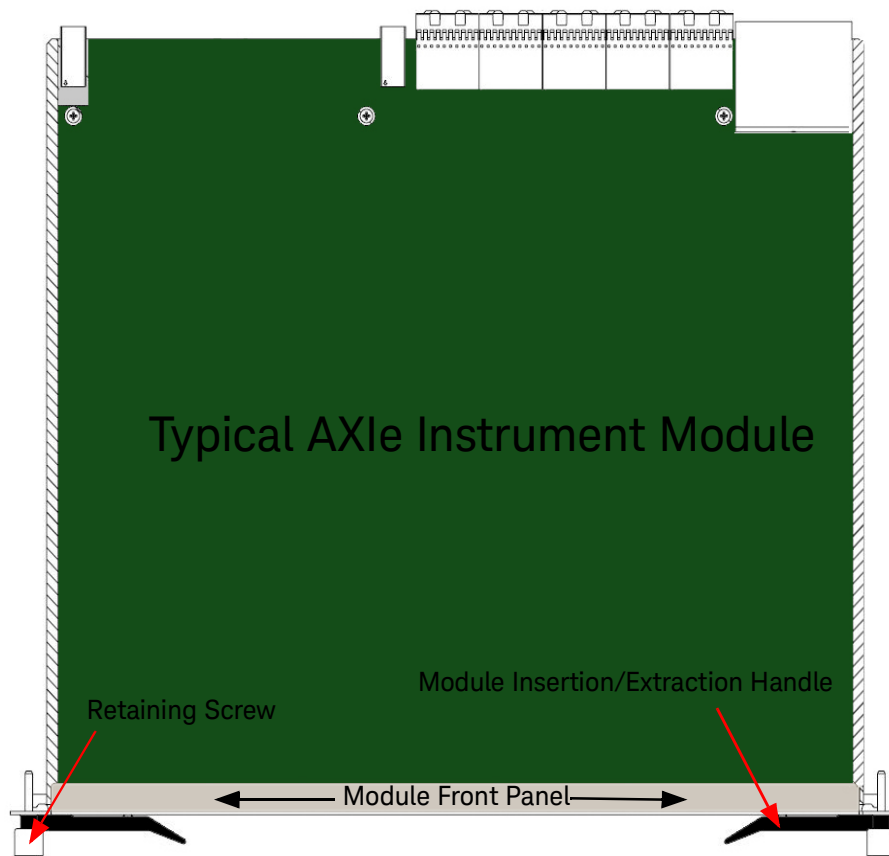 Typical AXIe Instrument Module
Module Insertion/Extraction Handle
Retaining Screw
Module Front Panel